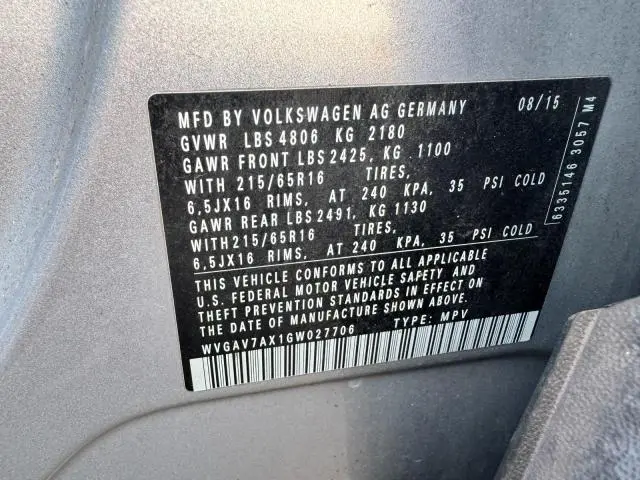 MFD BY VOLKSWAGEN AG GERMANY 08/15
GVWR LBS 4806 KG 2180
GAWR FRONT LBS 2425, KG 1100
WITH 215/65R16 TIRES,
6,5JX16 RIMS, AT 240 KPA, 35 PSI COLD
GAWR REAR LBS 2491, KG 1130
WITH 215/65R16 TIRES,
6,5JX16 RIMS, AT 240 KPA, 35 PSI COLD
THIS VEHICLE CONFORMS TO ALL APPLICABLE
U.S. FEDERAL MOTOR VEHICLE SAFETY AND
THEFT PREVENTION STANDARDS IN EFFECT ON
THE DATE OF MANUFACTURE SHOWN ABOVE.
WVGAV7AX1GW027706 TYPE: MPV
6335146 3057 M4